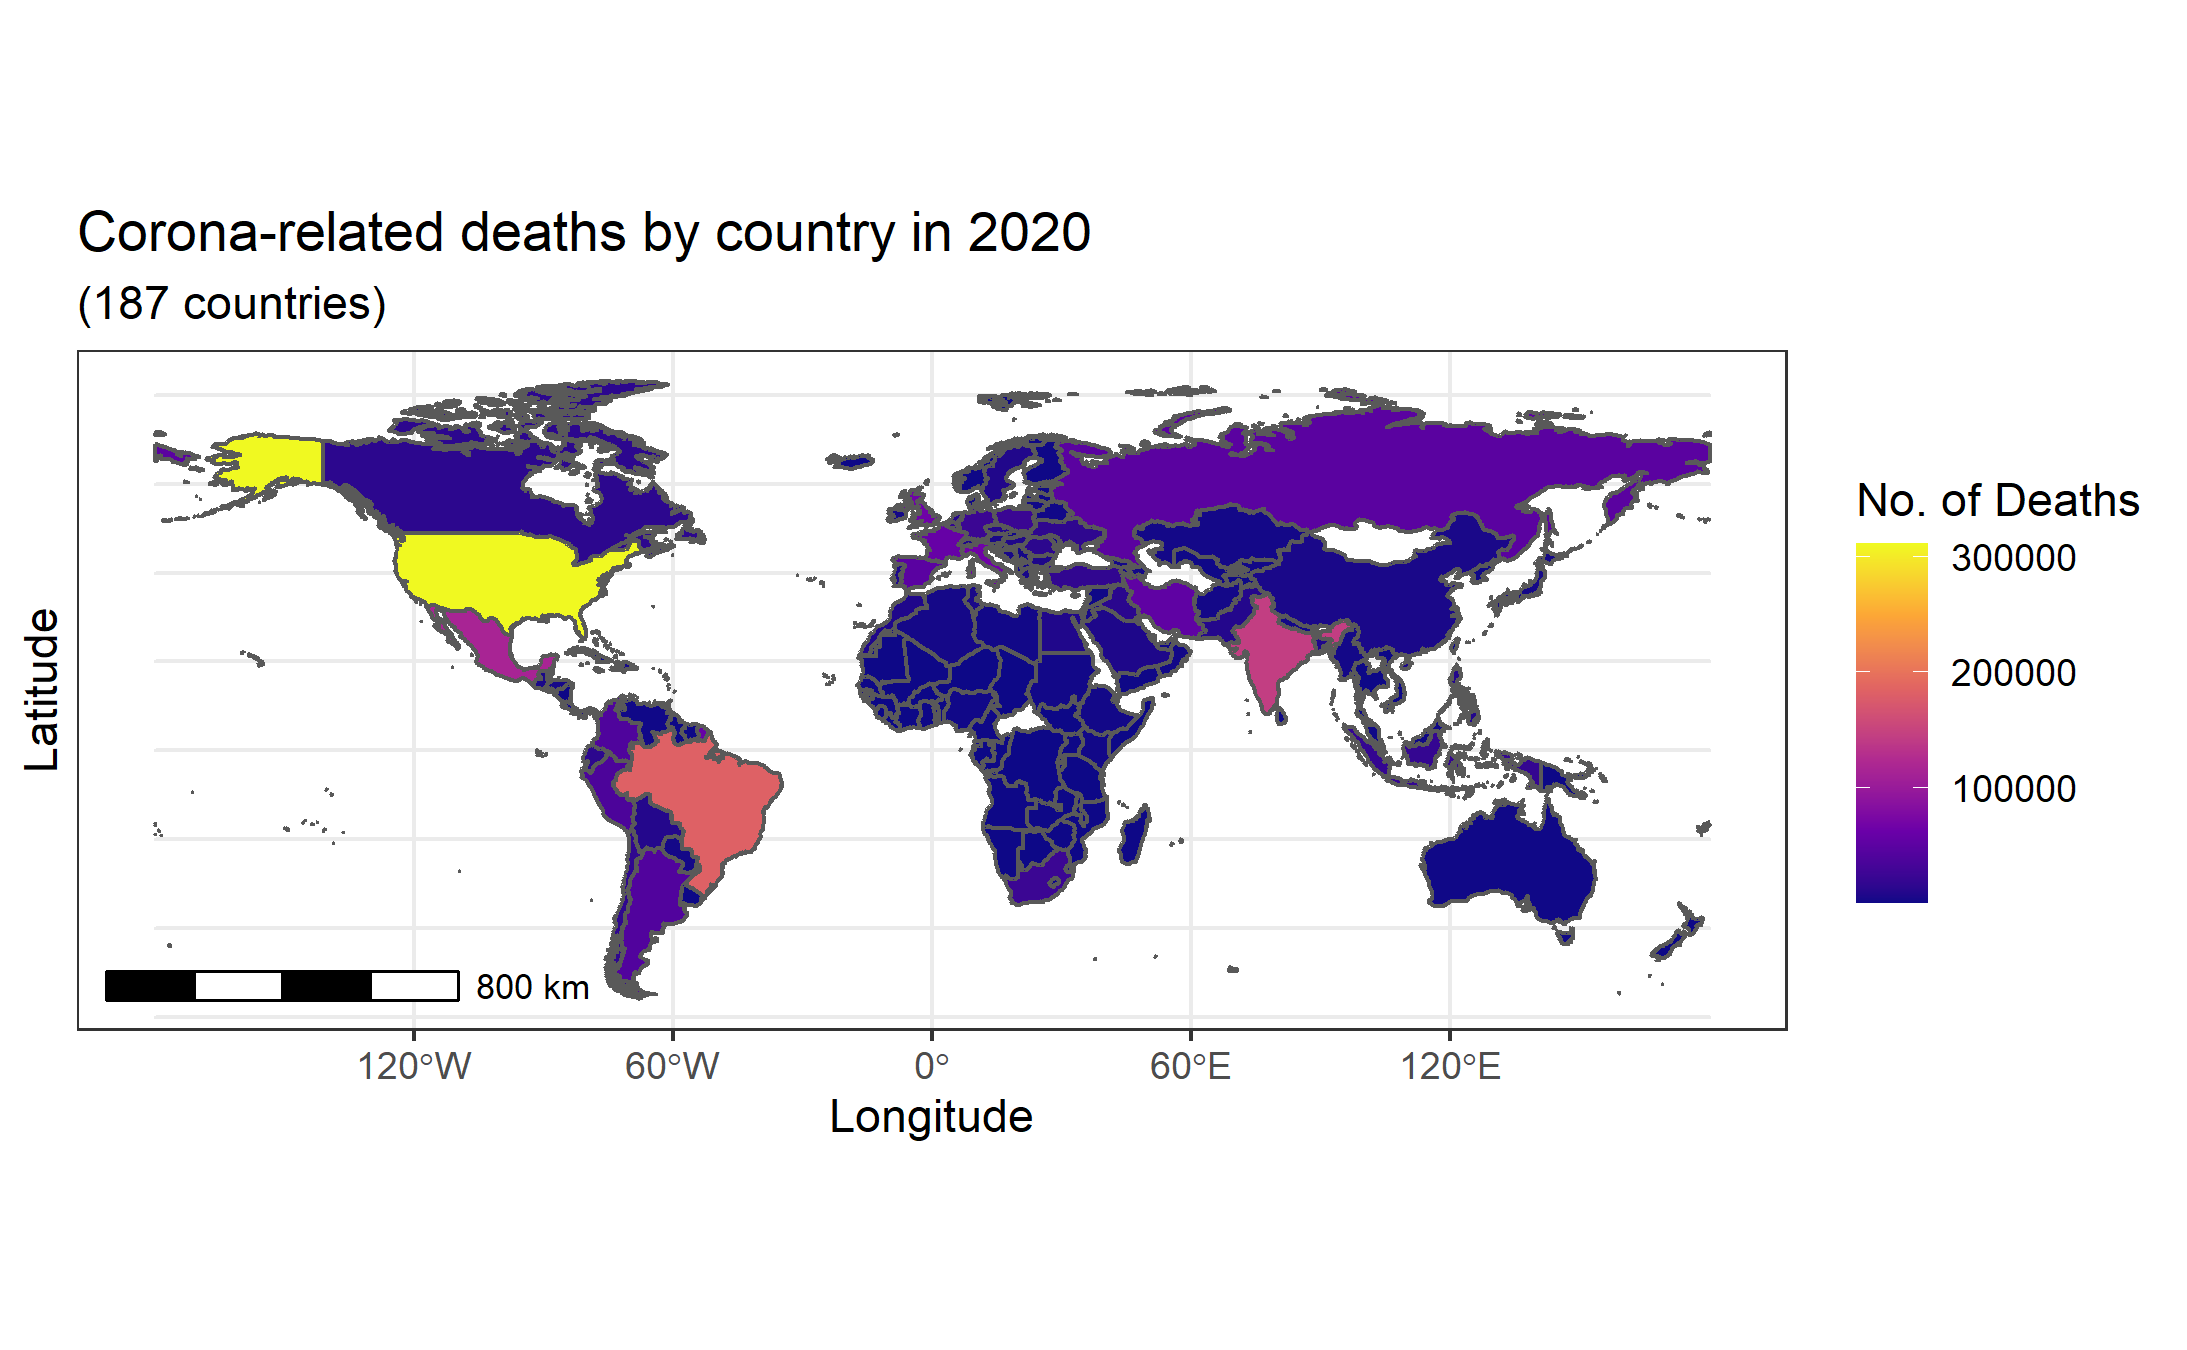 Corona-related deaths by country in 2020
(187 countries)
No. of Deaths
300000
200000
100000
Latitude
800 km
120°W
60°W
0°
60°E
120°E
Longitude